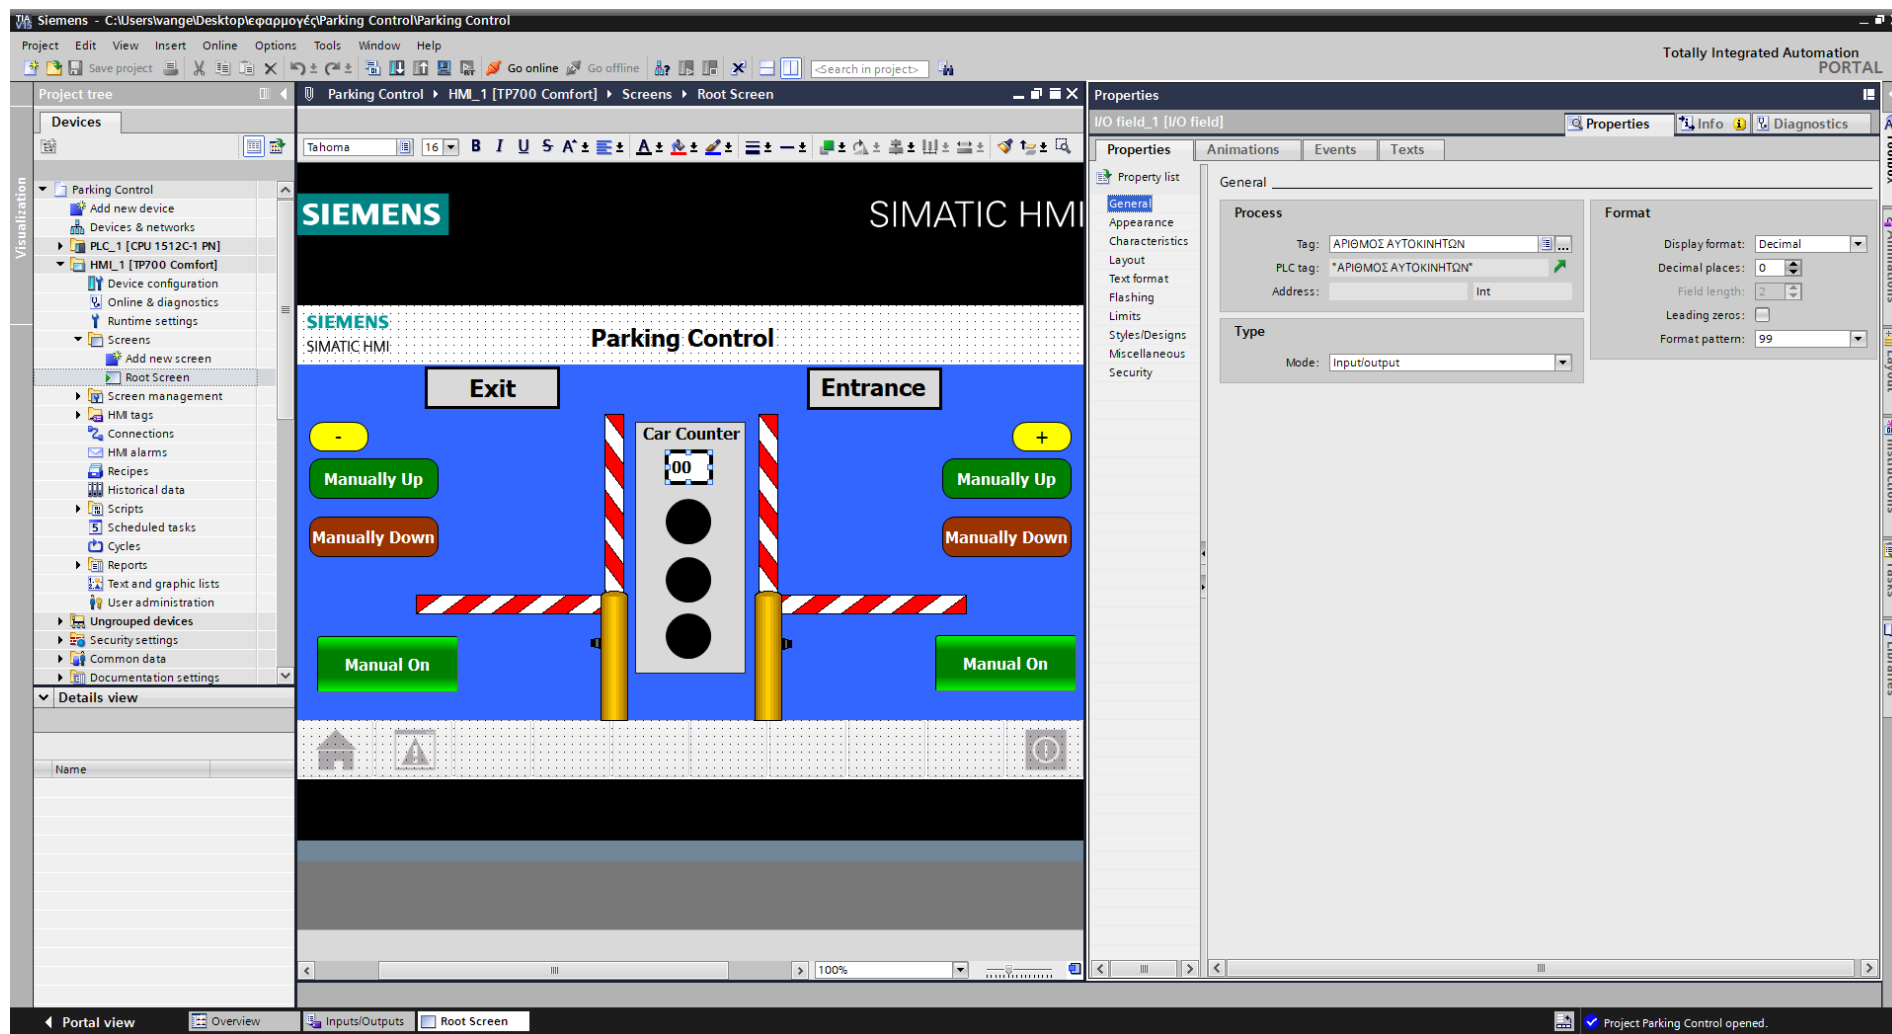 Siemens - C:\Users\vange\Desktop\εφαρμογές\Parking Control\Parking Control
Project Edit View Insert Online Options Tools Window Help
Totally Integrated Automation
PORTAL
Save project
Go online
Go offline
<Search in project>
Project tree
Parking Control HMI_1 [TP700 Comfort] Screens Root Screen
Properties
Devices
I/O field_1 [I/O field]
Properties Info Diagnostics
Tahoma 16
Properties Animations Events Texts
Visualization
Parking Control
Add new device
Devices & networks
PLC_1 [CPU 1512C-1 PN]
HMI_1 [TP700 Comfort]
Device configuration
Online & diagnostics
Runtime settings
Screens
Add new screen
Root Screen
Screen management
HMI tags
Connections
HMI alarms
Recipes
Historical data
Scripts
Scheduled tasks
Cycles
Reports
Text and graphic lists
User administration
Ungrouped devices
Security settings
Common data
Documentation settings
Details view
Name
SIEMENS
SIMATIC HMI
SIEMENS
SIMATIC HMI
Parking Control
Exit
Entrance
-
Car Counter
+
00
Manually Up
Manually Up
Manually Down
Manually Down
Manual On
Manual On
100%
Property list
General
Appearance
Characteristics
Layout
Text format
Flashing
Limits
Styles/Designs
Miscellaneous
Security
General
Process
Tag: ΑΡΙΘΜΟΣ ΑΥΤΟΚΙΝΗΤΩΝ
PLC tag: "ΑΡΙΘΜΟΣ ΑΥΤΟΚΙΝΗΤΩΝ"
Address: Int
Type
Mode: Input/output
Format
Display format: Decimal
Decimal places: 0
Field length: 2
Leading zeros:
Format pattern: 99
Animations
Layout
Instructions
Tasks
Libraries
Portal view
Overview
Inputs/Outputs
Root Screen
Project Parking Control opened.